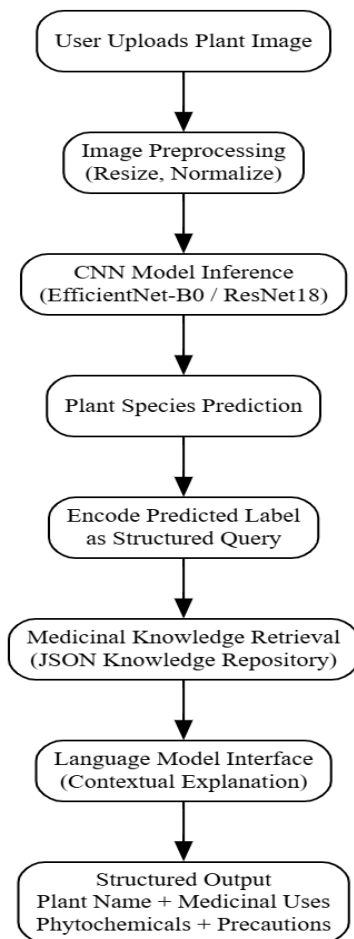 User Uploads Plant Image
Image Preprocessing
(Resize, Normalize)
CNN Model Inference
(EfficientNet-B0 / ResNet18)
Plant Species Prediction
Encode Predicted Label
as Structured Query
Medicinal Knowledge Retrieval
(JSON Knowledge Repository)
Language Model Interface
(Contextual Explanation)
Structured Output
Plant Name + Medicinal Uses
Phytochemicals + Precautions